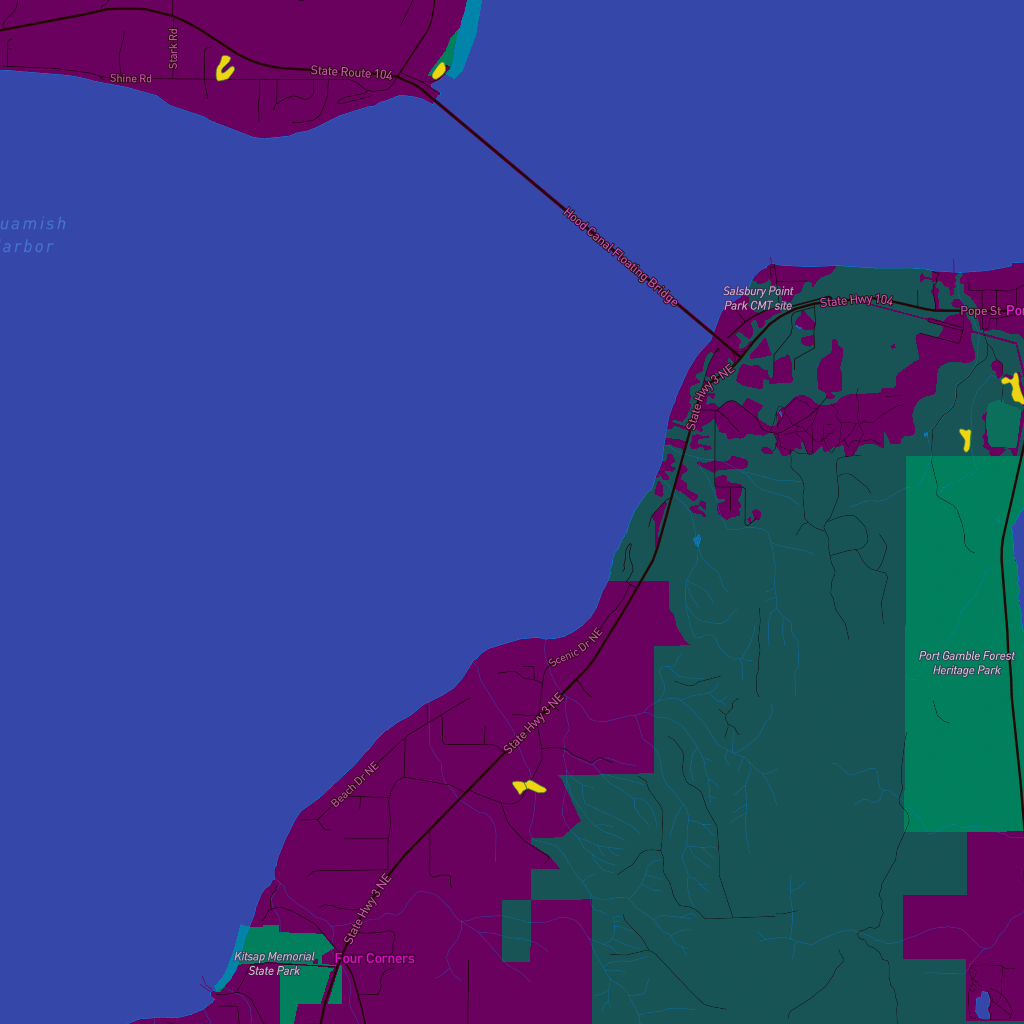 Stark Rd
State Route 104
Shine Rd
Hood Canal Floating Bridge
Salsbury Point
Park CMT site
State Hwy 104
Pope St
State Hwy 3 NE
Scenic Dr NE
Port Gamble Forest
Heritage Park
State Hwy 3 NE
Beach Dr NE
State Hwy 3 NE
Kitsap Memorial
State Park
Four Corners